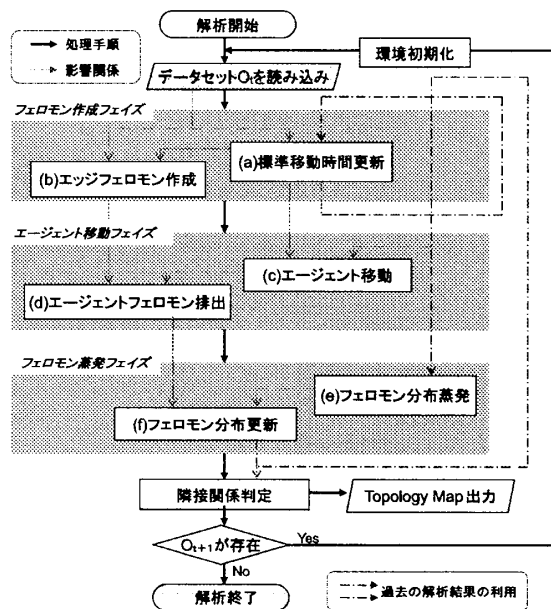 解析開始
処理手順
影響関係
環境初期化
データセットOtを読み込み
フェロモン作成フェイズ
(a)標準移動時間更新
(b)エッジフェロモン作成
エージェント移動フェイズ
(c)エージェント移動
(d)エージェントフェロモン排出
フェロモン蒸発フェイズ
(e)フェロモン分布蒸発
(f)フェロモン分布更新
隣接関係判定
Topology Map 出力
Ot+1が存在
Yes
No
解析終了
過去の解析結果の利用